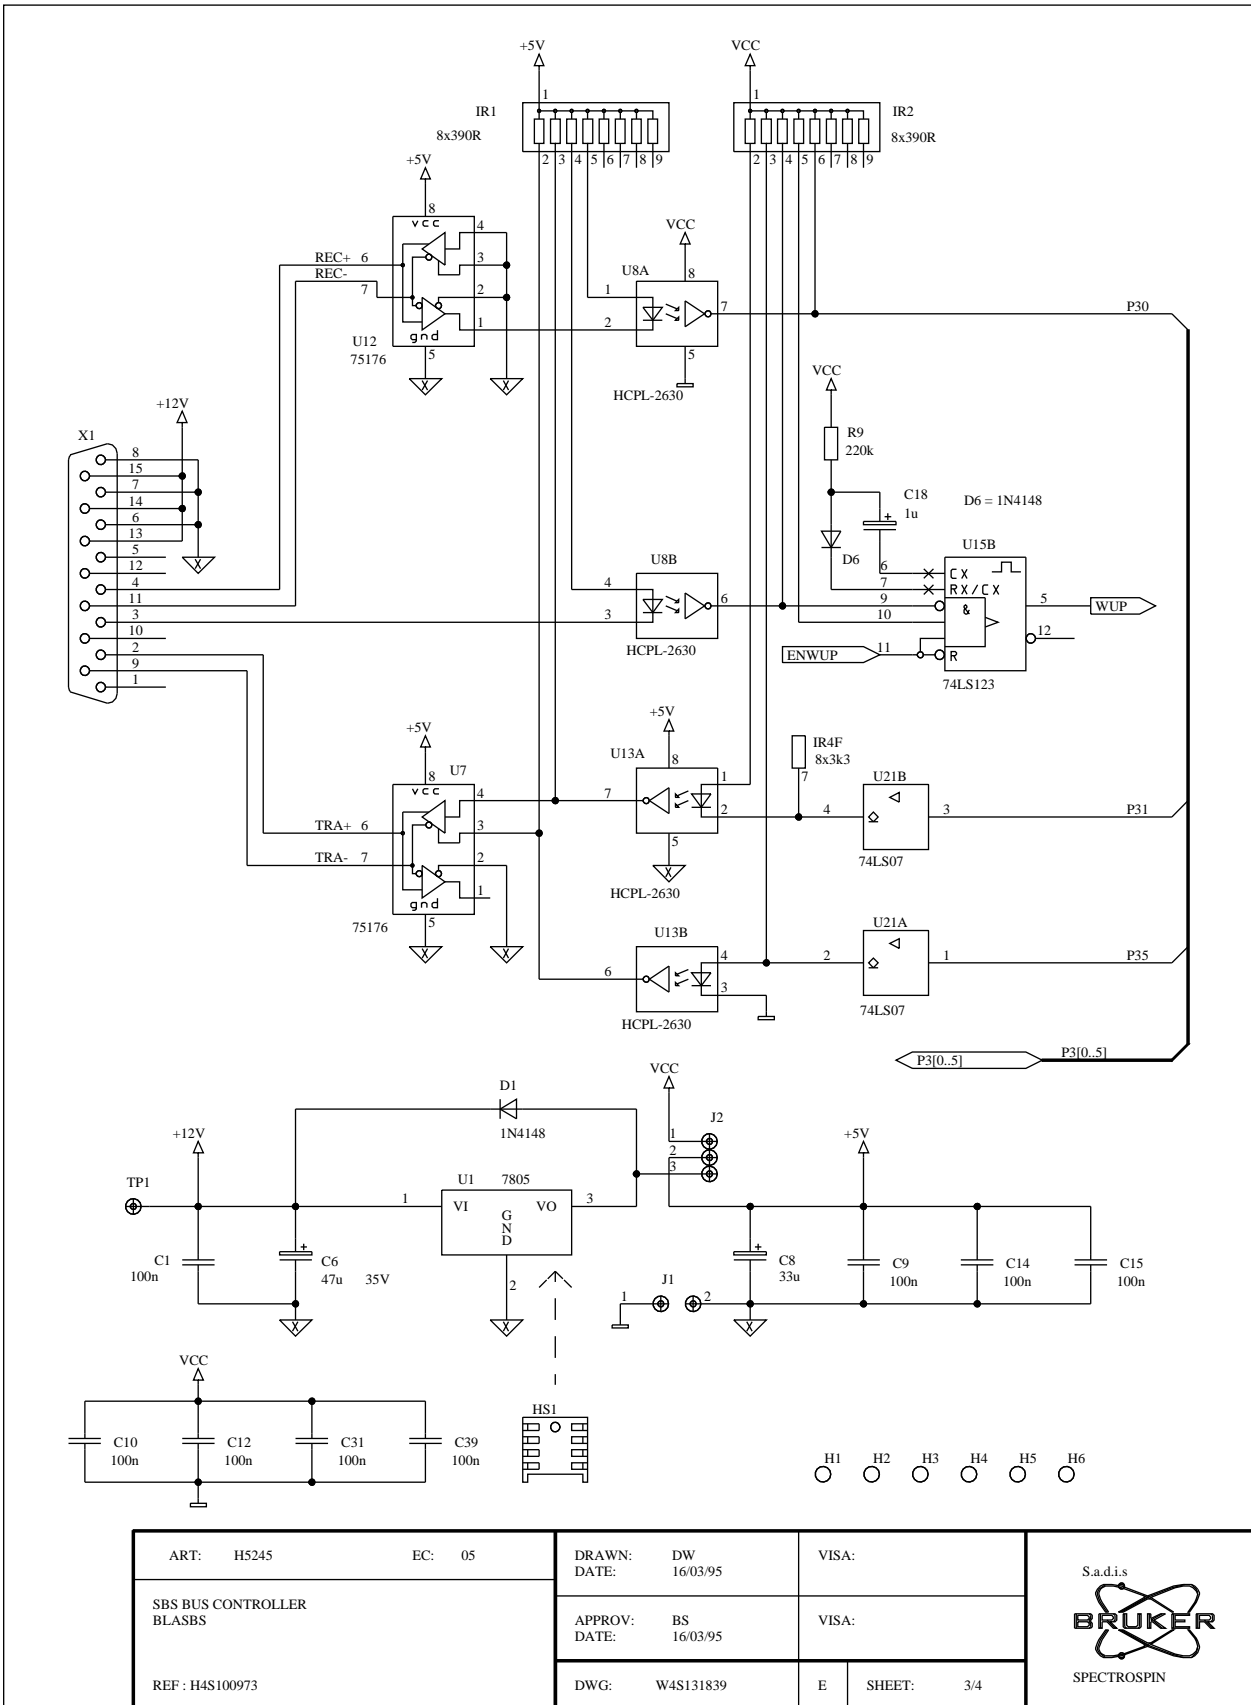 +5V
VCC
1
1
IR1
8x390R
IR2
8x390R
2 3 4 5 6 7 8 9
2 3 4 5 6 7 8 9
+5V
8
vcc
4
3
2
1
gnd
5
REC+ 6
REC- 7
U12
75176
X
X
VCC
U8A
8
1
2
7
5
HCPL-2630
P30
VCC
R9
220k
C18
1u
+
D6 = 1N4148
D6
+12V
X1
8
15
7
14
6
13
5
12
4
11
3
10
2
9
1
X
U8B
4
3
6
HCPL-2630
U15B
6
CX
7
RX/CX
9
&
10
11
R
5
12
WUP
ENWUP
74LS123
+5V
U7
8
vcc
4
3
2
1
gnd
5
TRA+ 6
TRA- 7
75176
X
X
+5V
U13A
8
7
1
2
5
X
HCPL-2630
IR4F
8x3k3
7
U21B
4
3
74LS07
P31
U13B
6
4
3
HCPL-2630
U21A
2
1
74LS07
P35
P3[0..5]
P3[0..5]
VCC
D1
1N4148
J2
1
2
3
+12V
TP1
U1
7805
1
VI
VO
GND
3
2
X
C1
100n
+
C6
47u
35V
X
+5V
+
C8
33u
C9
100n
C14
100n
C15
100n
J1
1
2
X
VCC
C10
100n
C12
100n
C31
100n
C39
100n
HS1
H1 H2 H3 H4 H5 H6
ART: H5245 EC: 05
SBS BUS CONTROLLER
BLASBS
REF : H4S100973
DRAWN: DW
DATE: 16/03/95
VISA:
APPROV: BS
DATE: 16/03/95
VISA:
DWG: W4S131839
E
SHEET: 3/4
S.a.d.i.s
BRUKER
SPECTROSPIN